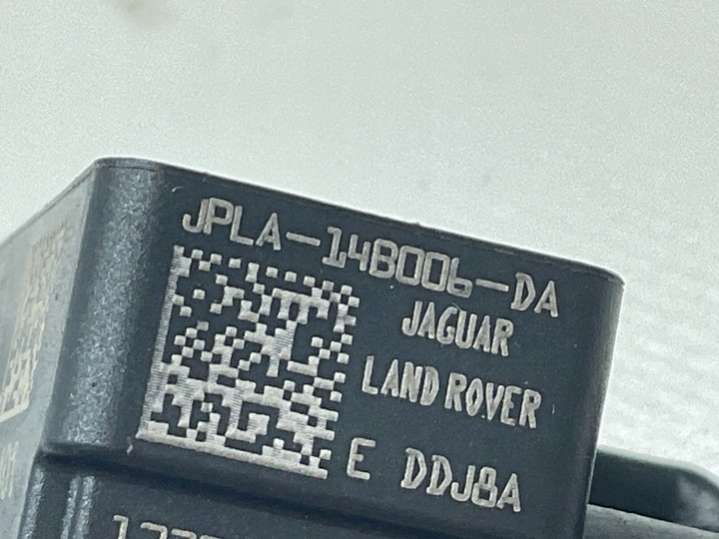 JPLA-14B006-DA
JAGUAR
LAND ROVER
E DDJ8A